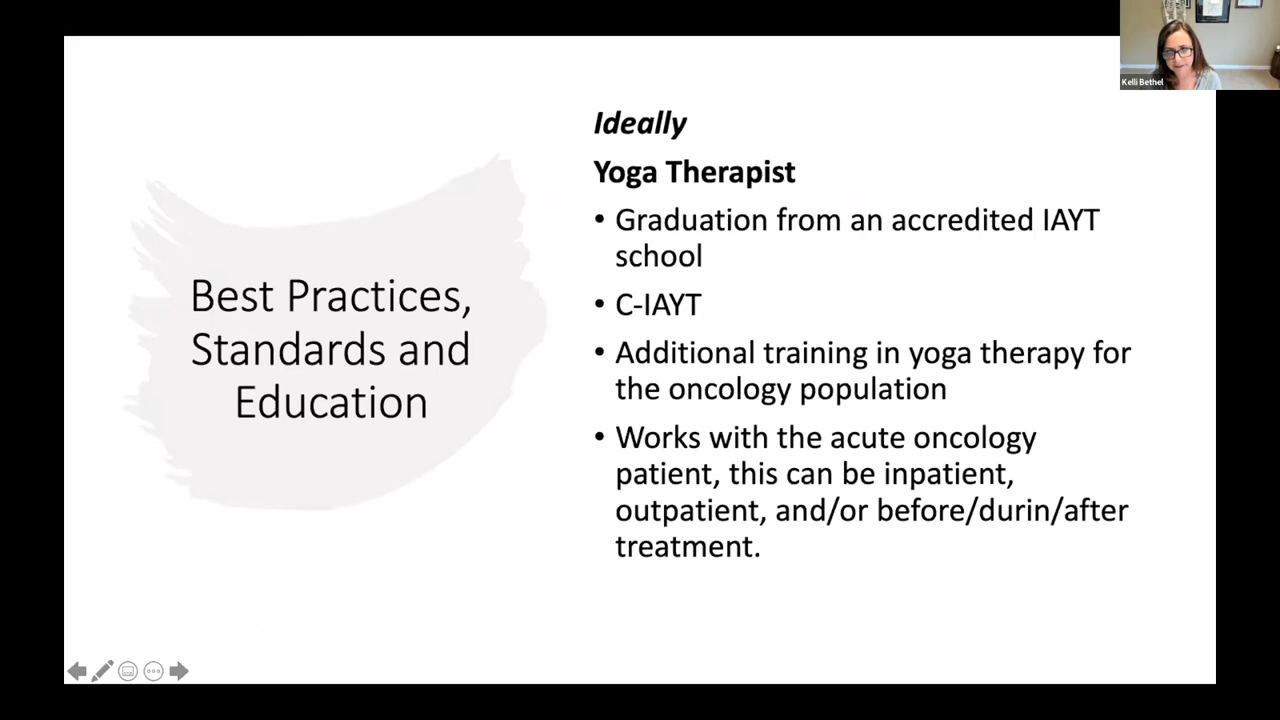 Kelli Bethel
Best Practices,
Standards and
Education
Ideally
Yoga Therapist
• Graduation from an accredited IAYT
school
• C-IAYT
• Additional training in yoga therapy for
the oncology population
• Works with the acute oncology
patient, this can be inpatient,
outpatient, and/or before/durin/after
treatment.